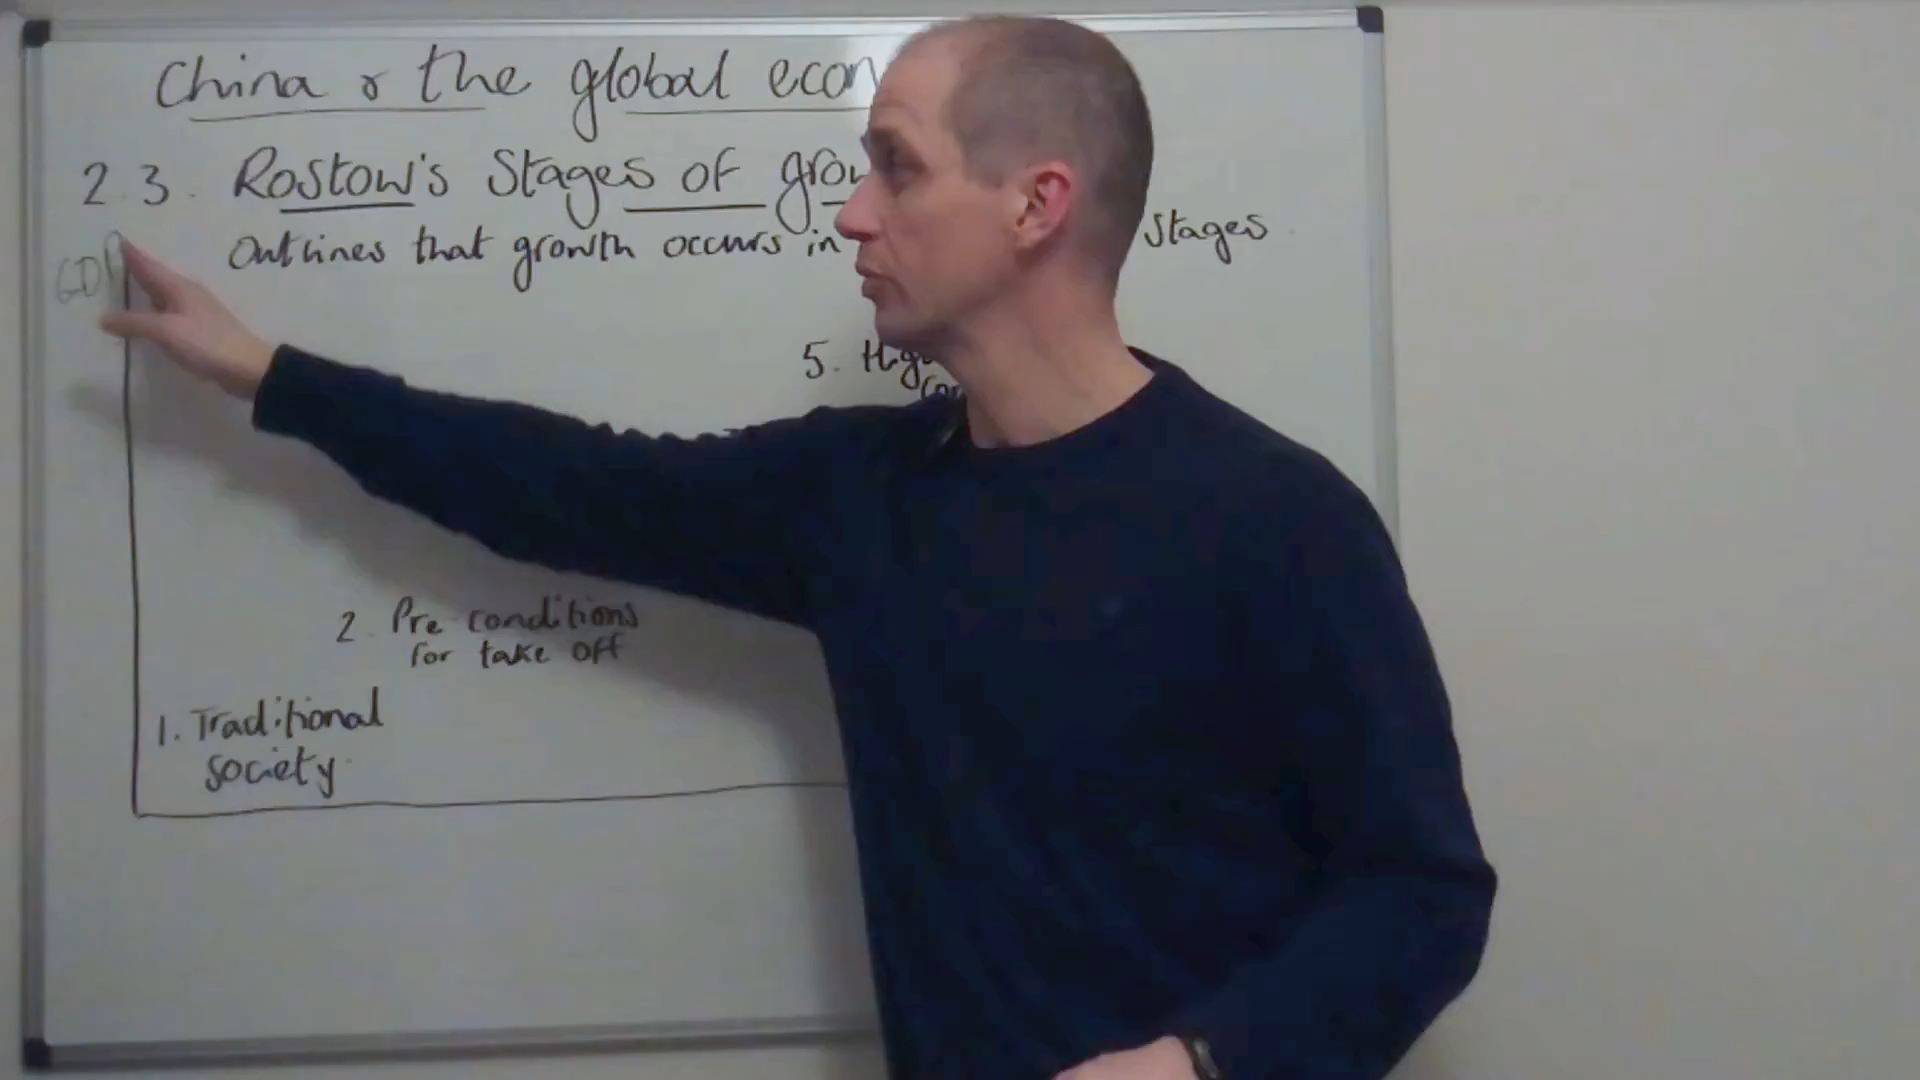 China & the global econ
2.3. Rostow's Stages of grow
Outlines that growth occurs in Stages
GDP
5. High
Con
2. Pre conditions
for take off
1. Traditional
society